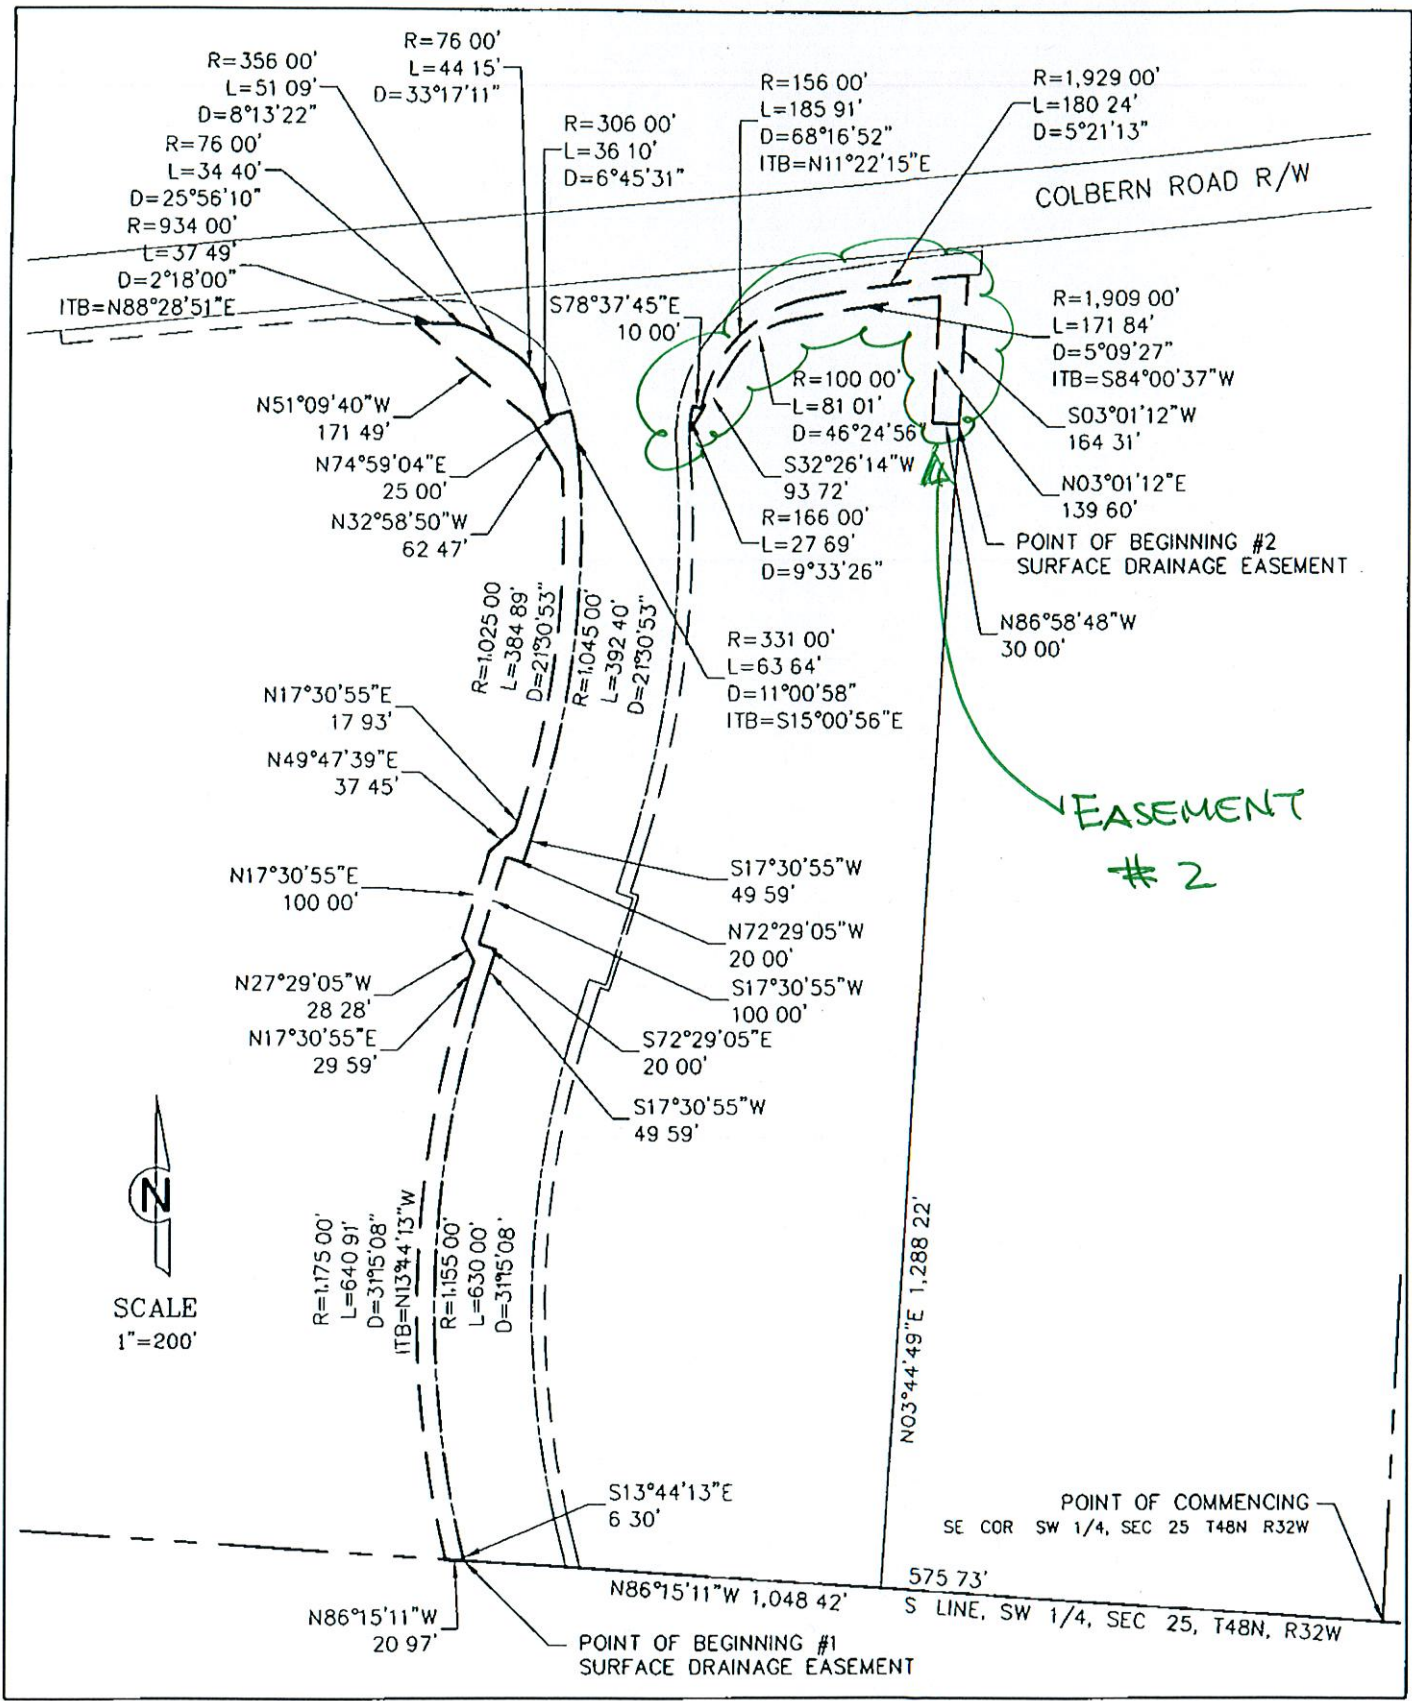 R=356 00'
L=51 09'
D=8°13'22"
R=76 00'
L=44 15'
D=33°17'11"
R=76 00'
L=34 40'
D=25°56'10"
R=934 00'
L=37 49'
D=2°18'00"
ITB=N88°28'51"E
R=306 00'
L=36 10'
D=6°45'31"
R=156 00'
L=185 91'
D=68°16'52"
ITB=N11°22'15"E
R=1,929 00'
L=180 24'
D=5°21'13"
COLBERN ROAD R/W
S78°37'45"E
10 00'
R=1,909 00'
L=171 84'
D=5°09'27"
ITB=S84°00'37"W
R=100 00'
L=81 01'
D=46°24'56"
S03°01'12"W
164 31'
N51°09'40"W
171 49'
N74°59'04"E
25 00'
N32°58'50"W
62 47'
S32°26'14"W
93 72'
R=166 00'
L=27 69'
D=9°33'26"
N03°01'12"E
139 60'
POINT OF BEGINNING #2
SURFACE DRAINAGE EASEMENT
N86°58'48"W
30 00'
R=1,025 00
L=384 89'
D=21°30'53"
R=1,045 00'
L=392 40'
D=21°30'53"
R=331 00'
L=63 64'
D=11°00'58"
ITB=S15°00'56"E
N17°30'55"E
17 93'
N49°47'39"E
37 45'
EASEMENT
# 2
N17°30'55"E
100 00'
S17°30'55"W
49 59'
N72°29'05"W
20 00'
S17°30'55"W
100 00'
N27°29'05"W
28 28'
N17°30'55"E
29 59'
S72°29'05"E
20 00'
S17°30'55"W
49 59'
N
SCALE
1"=200'
R=1,175 00'
L=640 91'
D=31°15'08"
ITB=N13°44'13"W
R=1,155 00'
L=630 00'
D=31°15'08'
N03°44'49"E 1,288 22'
S13°44'13"E
6 30'
POINT OF COMMENCING
SE COR SW 1/4, SEC 25 T48N R32W
575 73'
N86°15'11"W 1,048 42'
S LINE, SW 1/4, SEC 25, T48N, R32W
N86°15'11"W
20 97'
POINT OF BEGINNING #1
SURFACE DRAINAGE EASEMENT